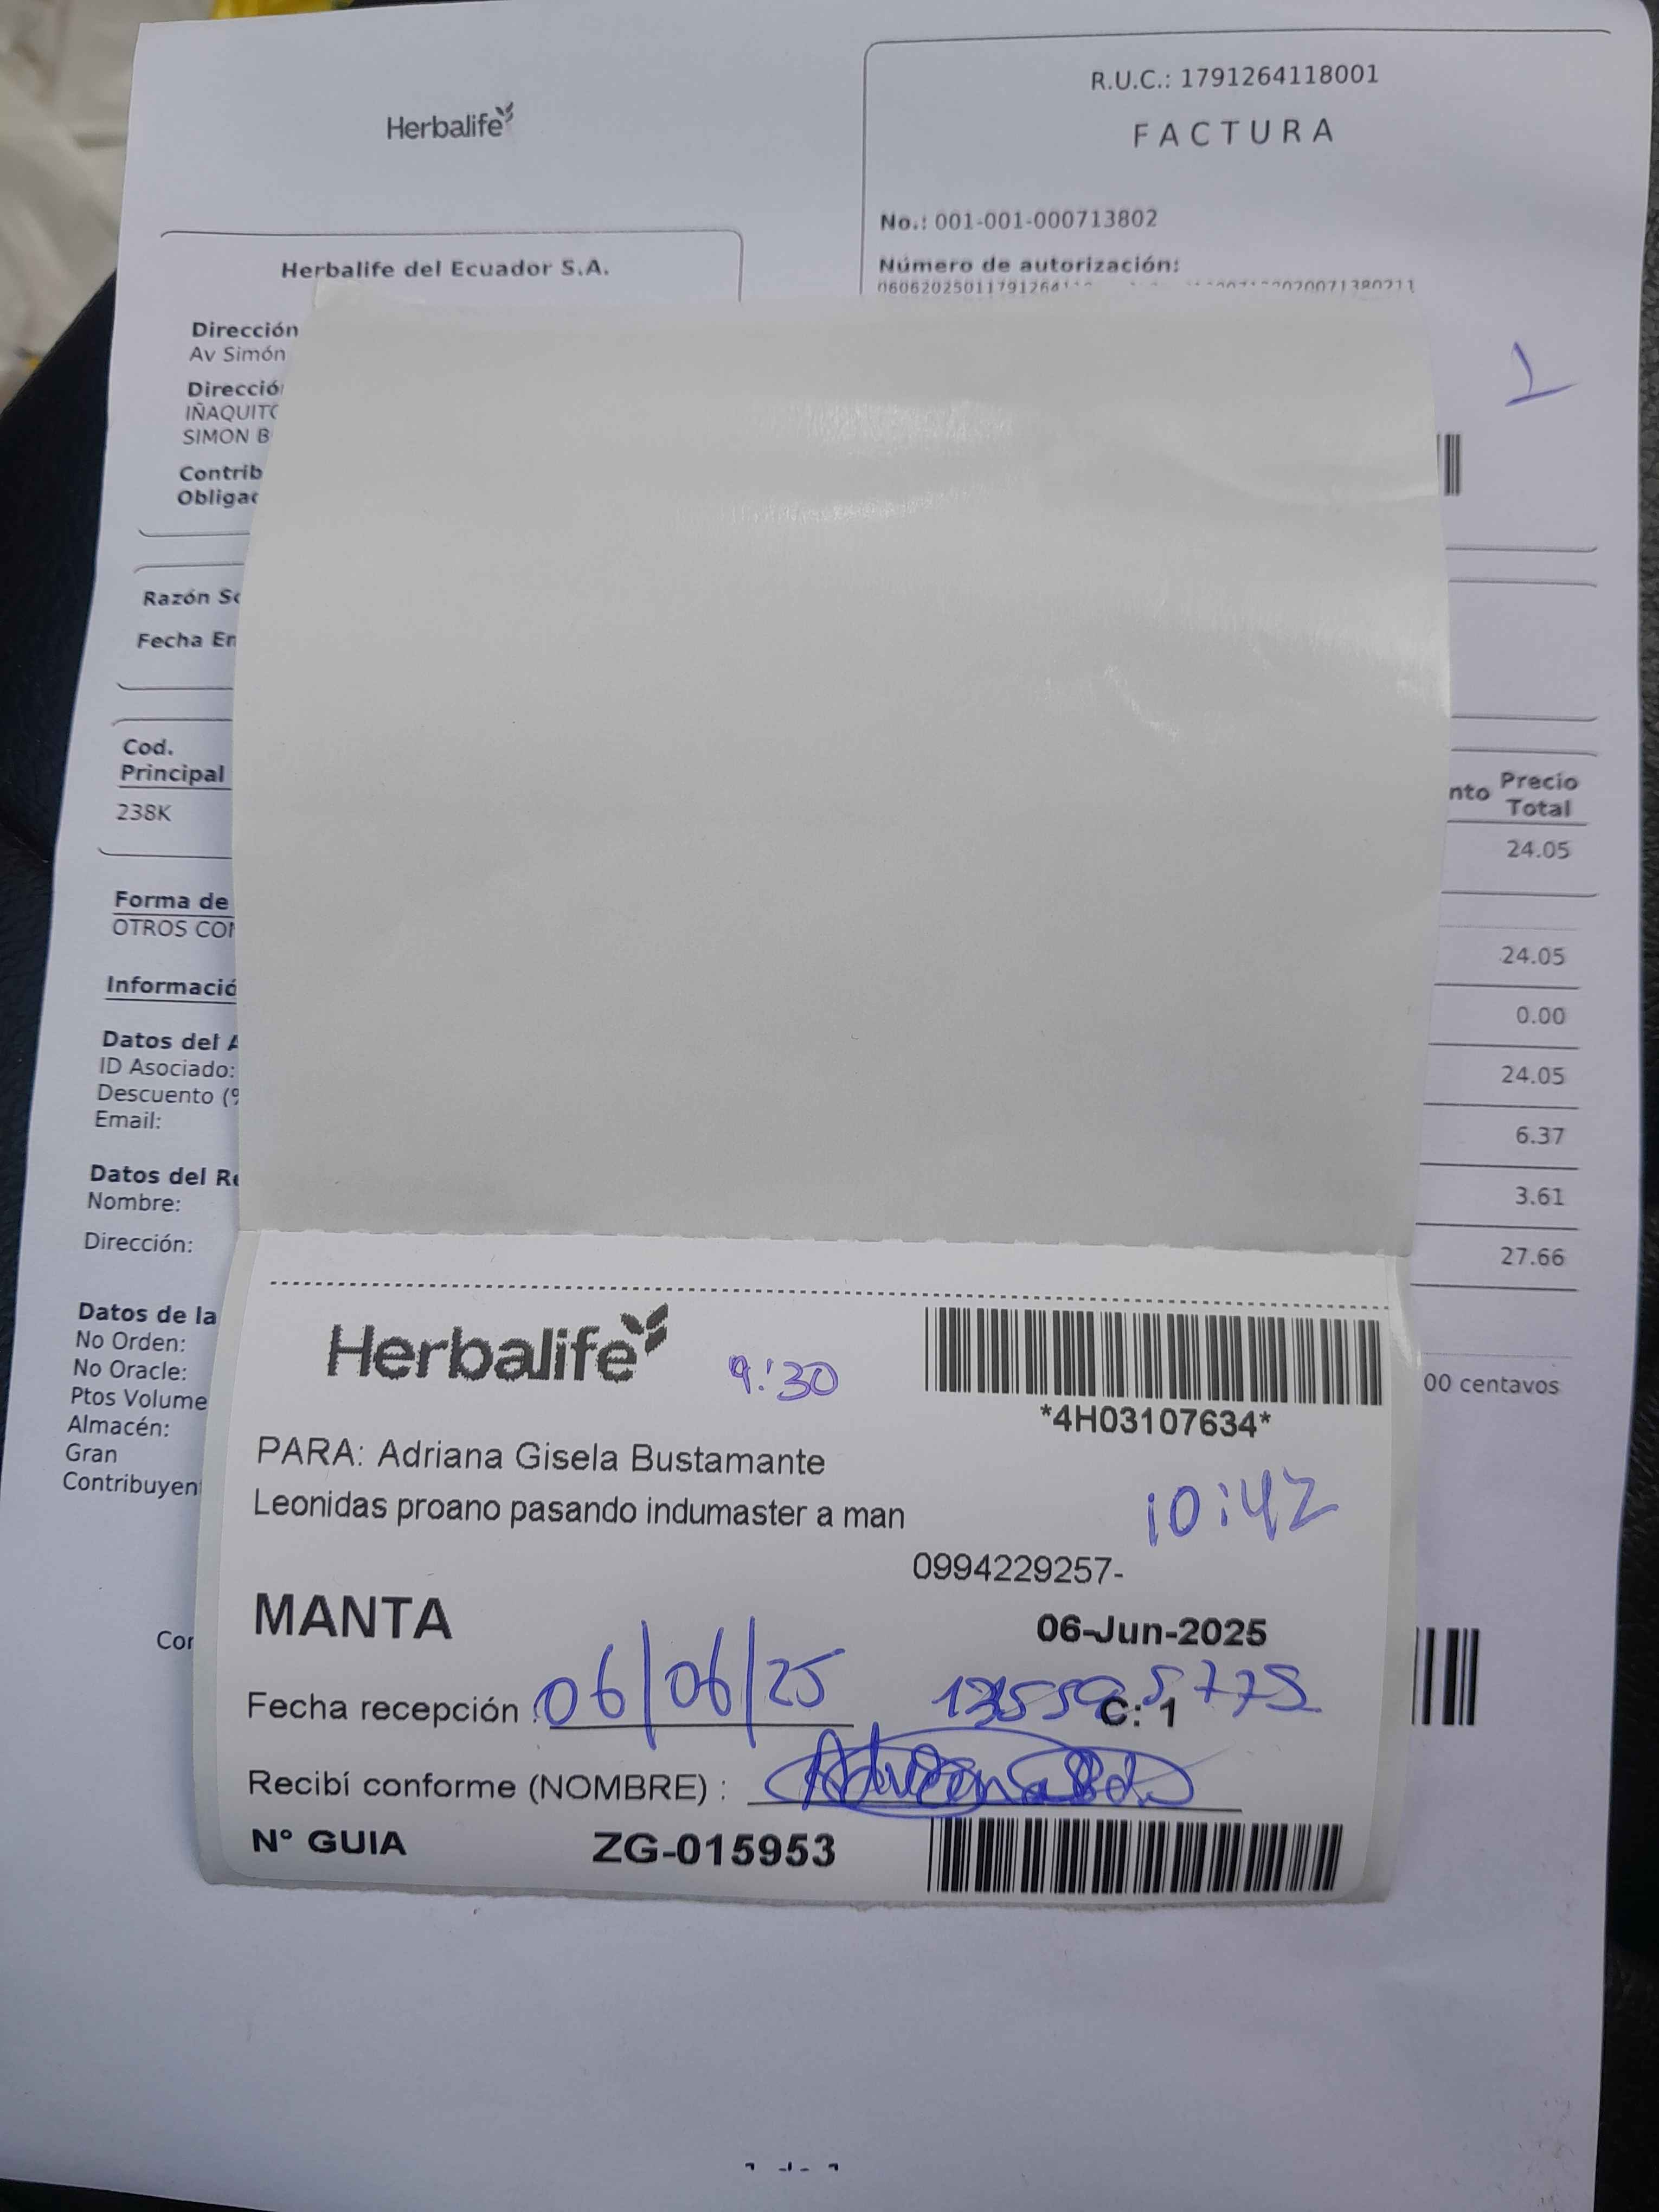 Herbalife
R.U.C.: 1791264118001
FACTURA
No.: 001-001-000713802
Número de autorización:
Herbalife del Ecuador S.A.
Dirección
Av Simón
Direcció
IÑAQUITO
SIMON B
Contrib
Obligac
1
Razón So
Fecha En
Cod.
Principal
nto Precio
Total
238K
24.05
Forma de
OTROS CON
24.05
Informació
0.00
Datos del A
ID Asociado:
24.05
Descuento (%
Email:
6.37
Datos del Re
Nombre:
3.61
Dirección:
27.66
Datos de la
No Orden:
No Oracle:
00 centavos
Ptos Volume
Almacén:
Gran
Contribuyen
Cor
Herbalife
9:30
*4H03107634*
PARA: Adriana Gisela Bustamante
Leonidas proano pasando indumaster a man
10:42
0994229257-
MANTA
06-Jun-2025
Fecha recepción : 06/06/25
C: 1
Recibí conforme (NOMBRE) :
Nº GUIA ZG-015953